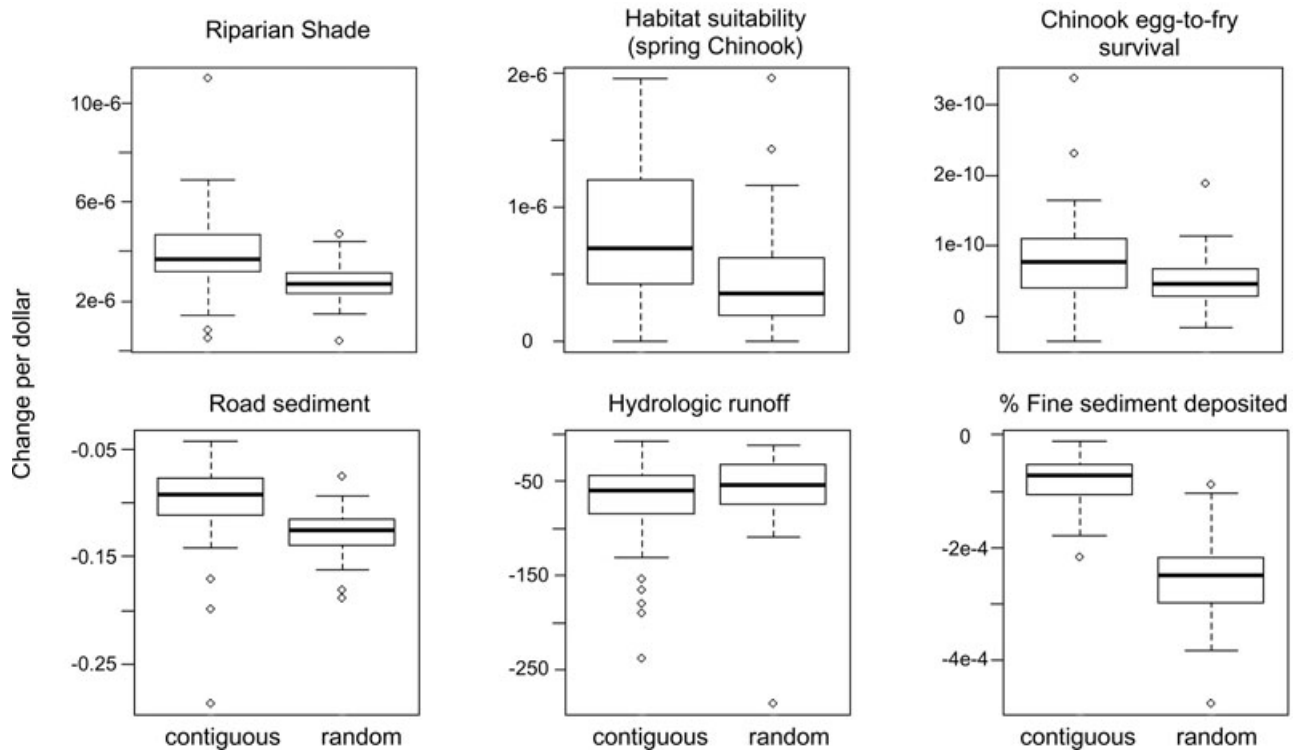 Riparian Shade
Habitat suitability
(spring Chinook)
Chinook egg-to-fry
survival
10e-6
6e-6
2e-6
2e-6
1e-6
0
3e-10
2e-10
1e-10
0
Change per dollar
Road sediment
Hydrologic runoff
% Fine sediment deposited
-0.05
-0.15
-0.25
-50
-150
-250
0
-2e-4
-4e-4
contiguous random
contiguous random
contiguous random